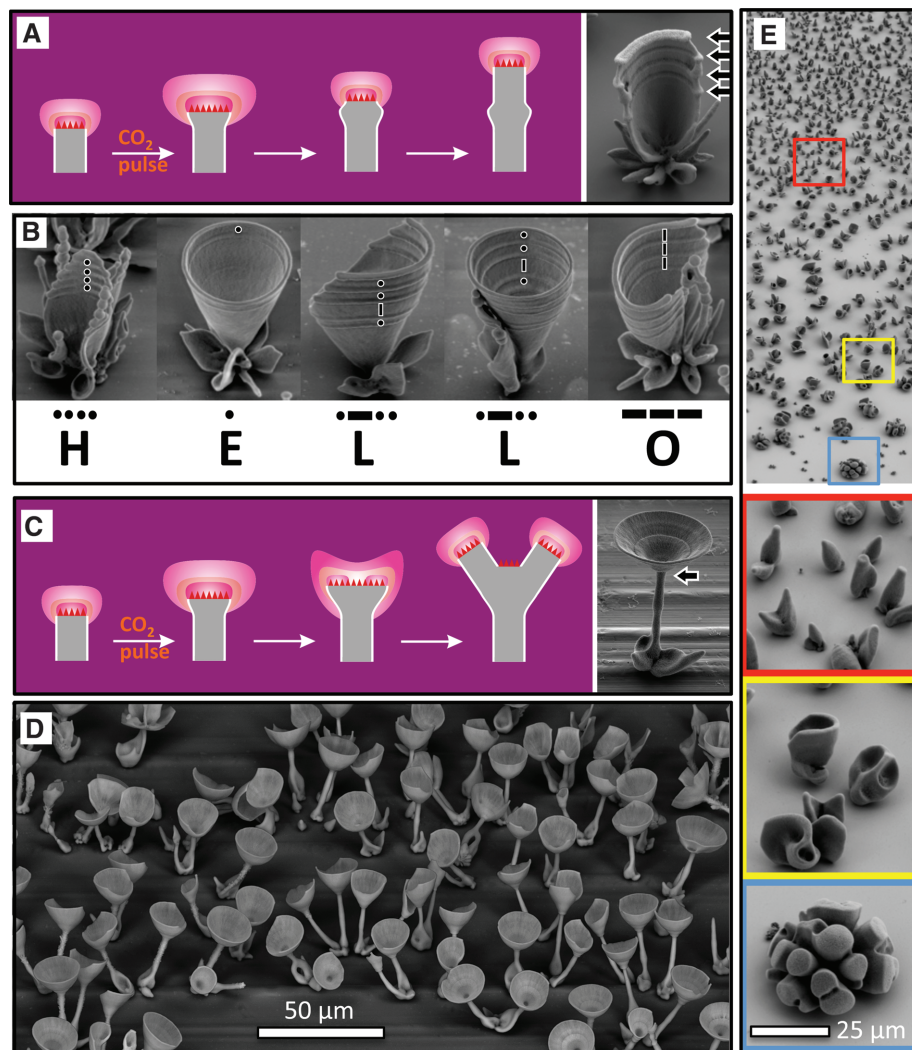 A
CO2
pulse
B
•••• • •–•• •–•• –––
H E L L O
C
CO2
pulse
D
50 µm
E
25 µm